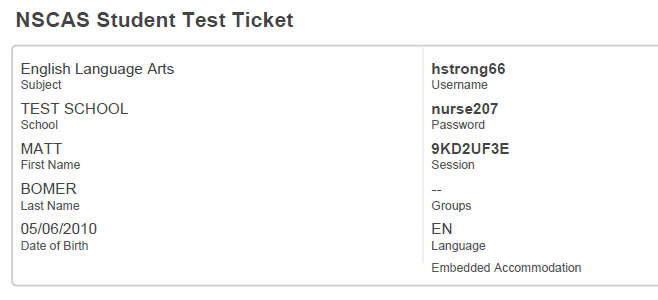 NSCAS Student Test Ticket
English Language Arts
Subject
TEST SCHOOL
School
MATT
First Name
BOMER
Last Name
05/06/2010
Date of Birth
hstrong66
Username
nurse207
Password
9KD2UF3E
Session
--
Groups
EN
Language
Embedded Accommodation